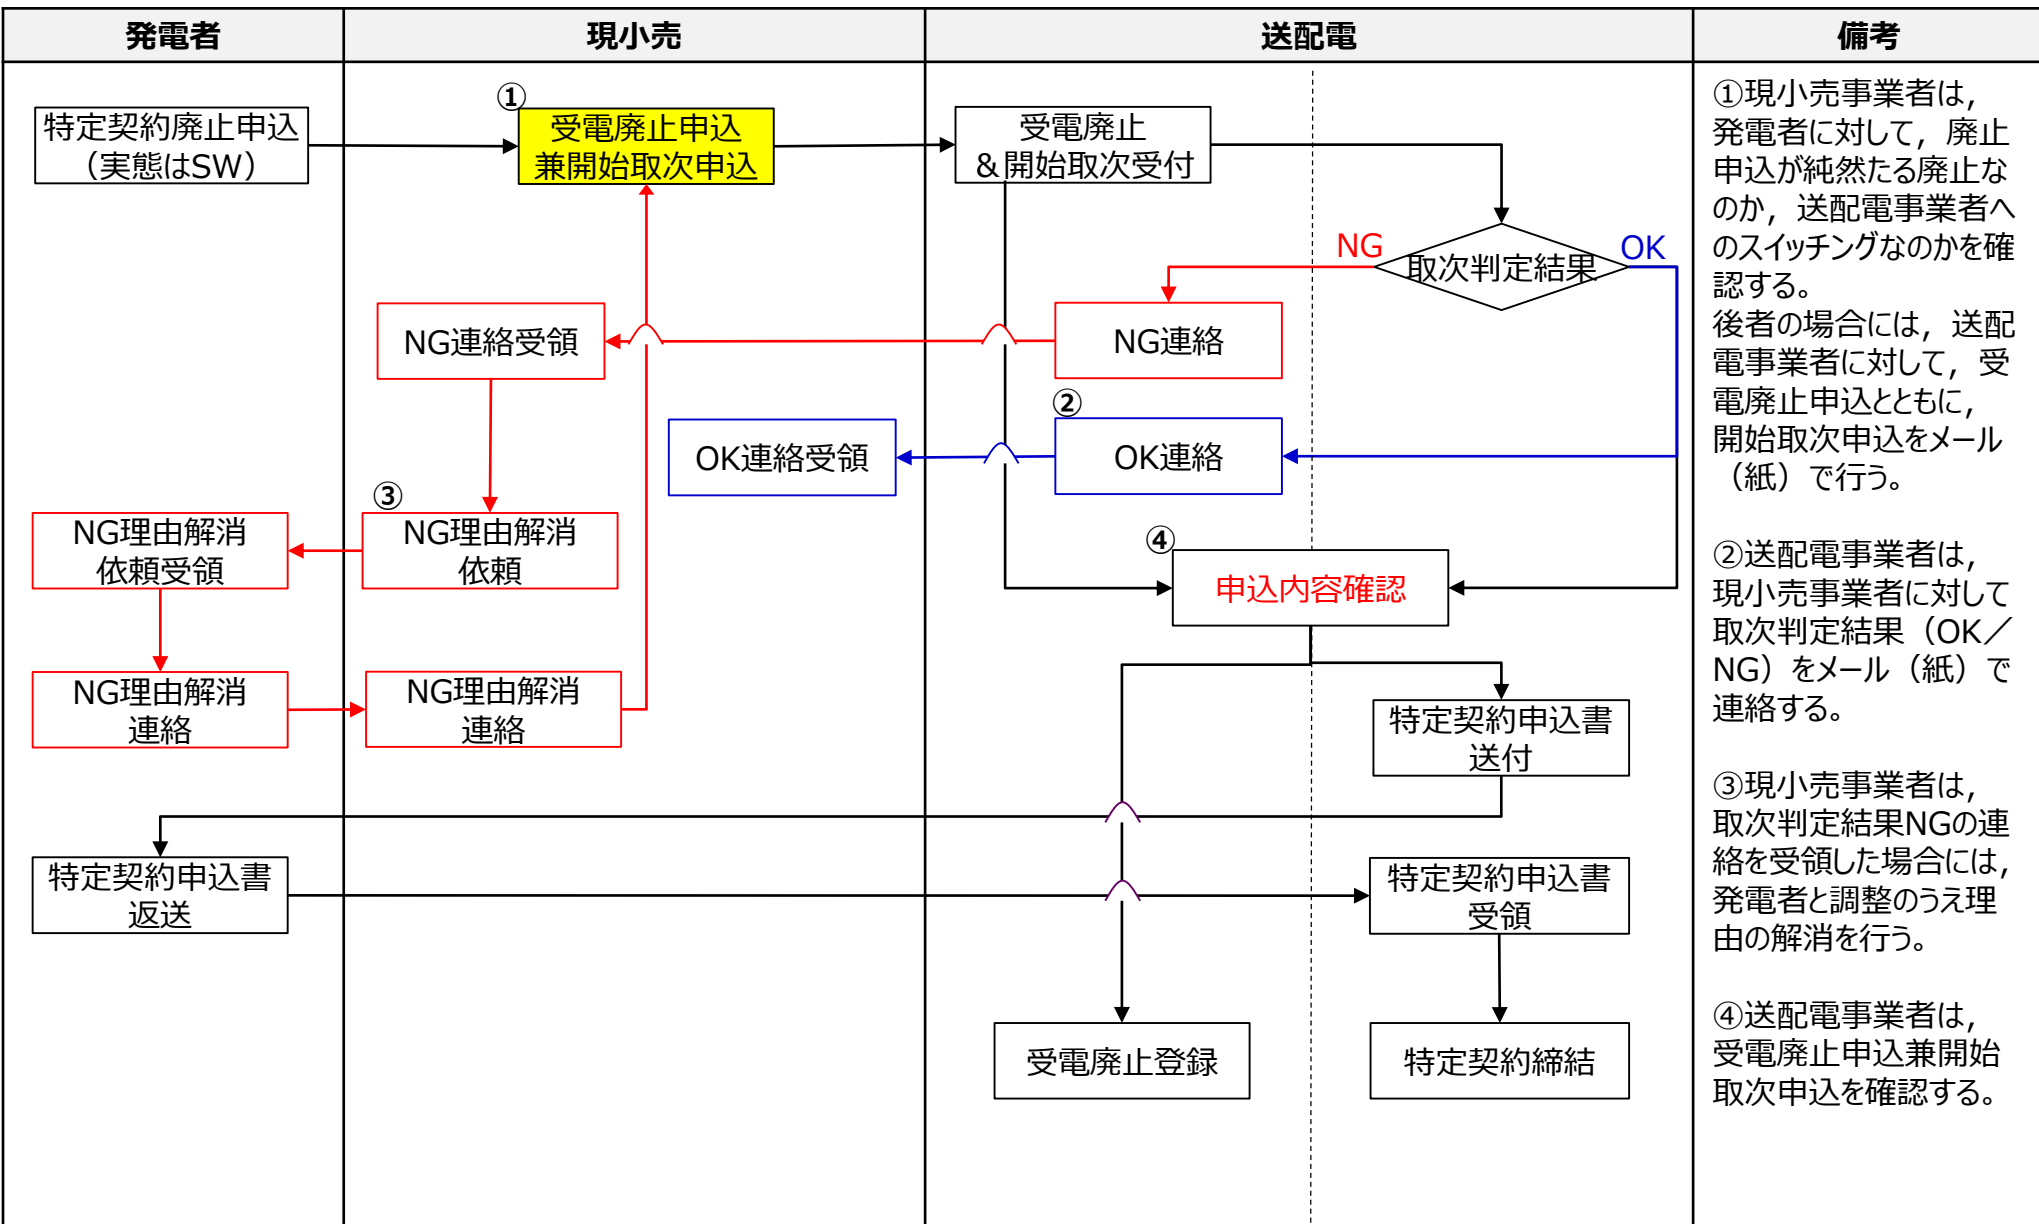 発電者
現小売
送配電
備考
特定契約廃止申込
（実態はSW）
①
受電廃止申込
兼開始取次申込
受電廃止
＆開始取次受付
NG
取次判定結果
OK
NG連絡受領
NG連絡
②
OK連絡受領
OK連絡
③
NG理由解消
依頼受領
NG理由解消
依頼
④
申込内容確認
NG理由解消
連絡
NG理由解消
連絡
特定契約申込書
送付
特定契約申込書
返送
特定契約申込書
受領
受電廃止登録
特定契約締結
①現小売事業者は，
発電者に対して，廃止
申込が純然たる廃止な
のか，送配電事業者へ
のスイッチングなのかを確
認する。
後者の場合には，送配
電事業者に対して，受
電廃止申込とともに，
開始取次申込をメール
（紙）で行う。
②送配電事業者は，
現小売事業者に対して
取次判定結果（OK／
NG）をメール（紙）で
連絡する。
③現小売事業者は，
取次判定結果NGの連
絡を受領した場合には，
発電者と調整のうえ理
由の解消を行う。
④送配電事業者は，
受電廃止申込兼開始
取次申込を確認する。